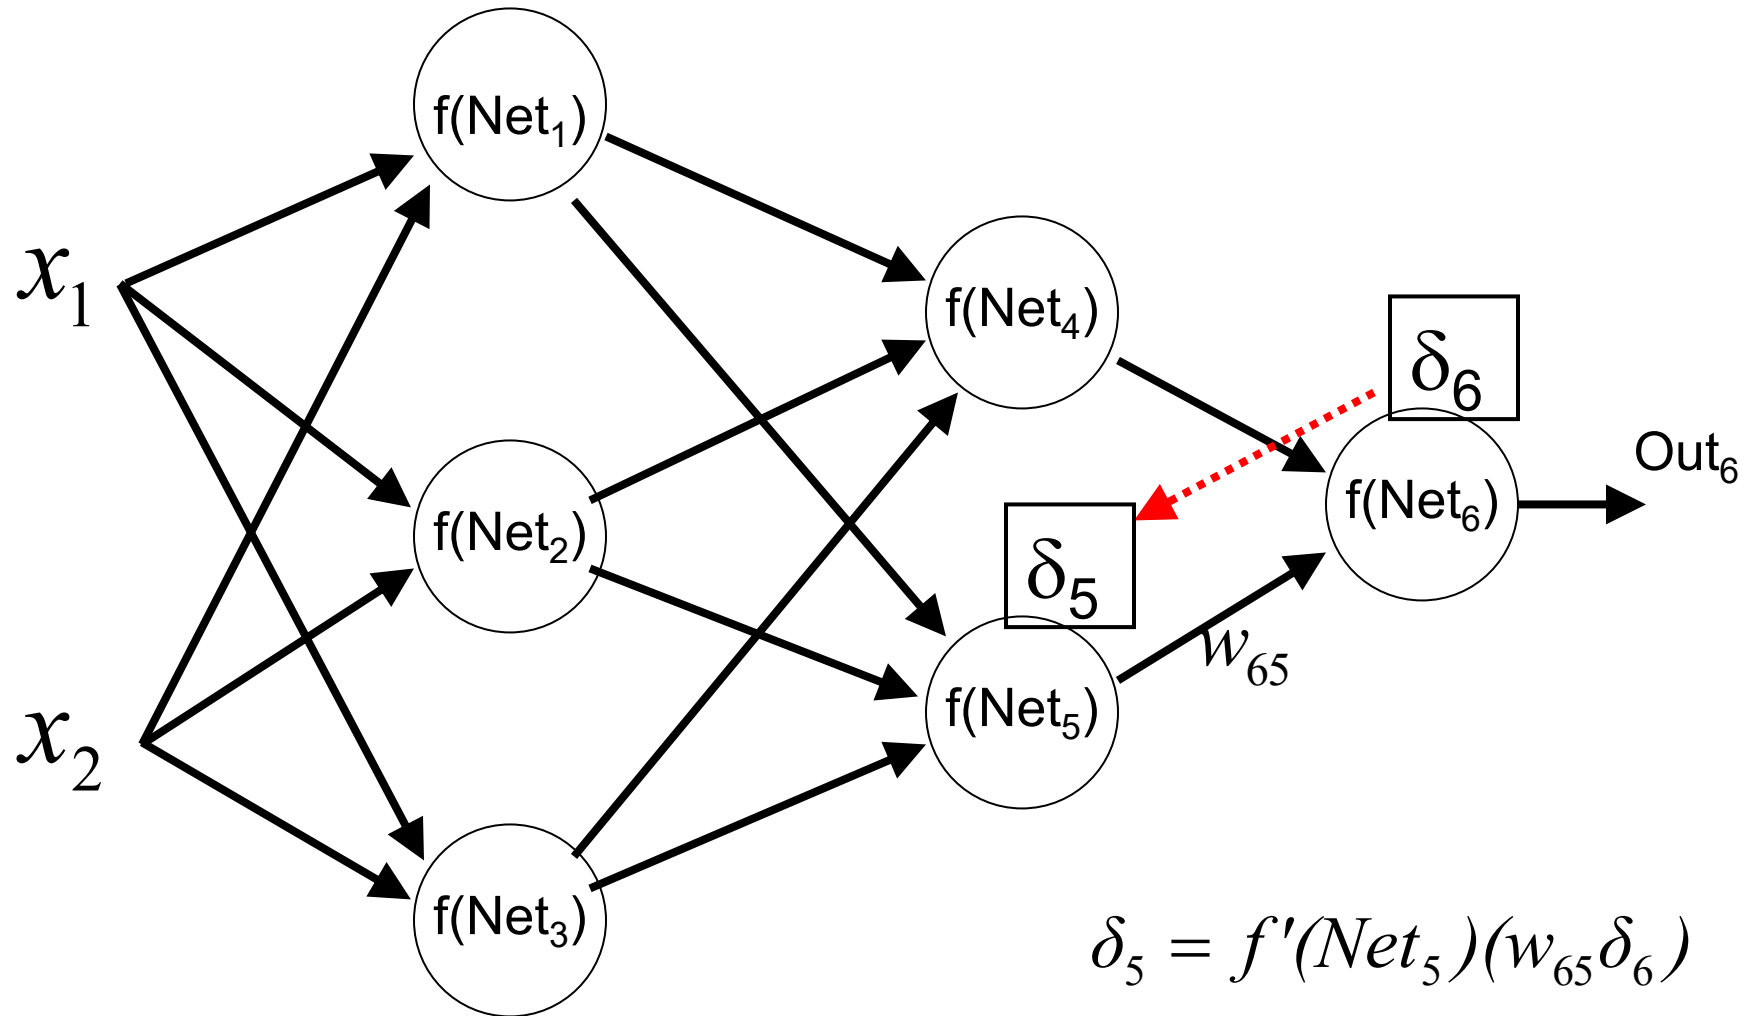 f(Net₁)
x₁
f(Net₄)
δ₆
Out₆
f(Net₆)
f(Net₂)
δ₅
w₆₅
x₂
f(Net₅)
f(Net₃)
δ₅ = f'(Net₅)(w₆₅δ₆)